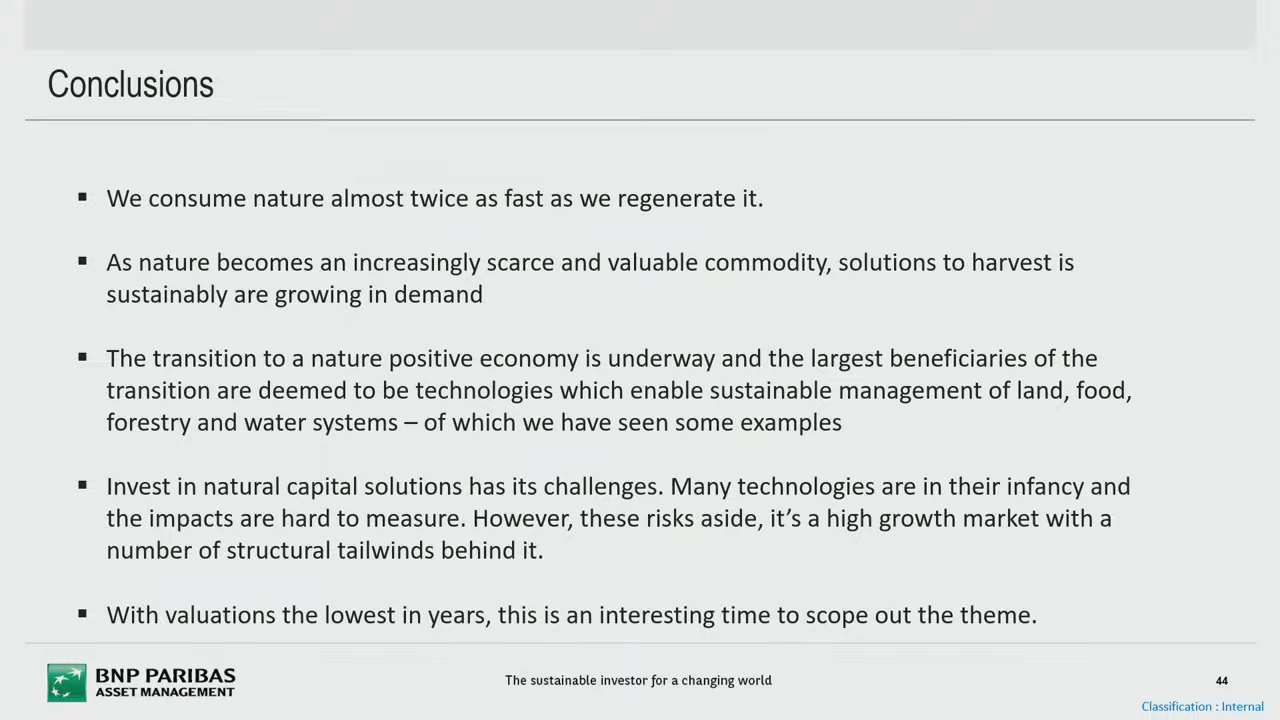 Conclusions
▪ We consume nature almost twice as fast as we regenerate it.
▪ As nature becomes an increasingly scarce and valuable commodity, solutions to harvest is
sustainably are growing in demand
▪ The transition to a nature positive economy is underway and the largest beneficiaries of the
transition are deemed to be technologies which enable sustainable management of land, food,
forestry and water systems – of which we have seen some examples
▪ Invest in natural capital solutions has its challenges. Many technologies are in their infancy and
the impacts are hard to measure. However, these risks aside, it’s a high growth market with a
number of structural tailwinds behind it.
▪ With valuations the lowest in years, this is an interesting time to scope out the theme.
BNP PARIBAS
ASSET MANAGEMENT
The sustainable investor for a changing world
44
Classification : Internal